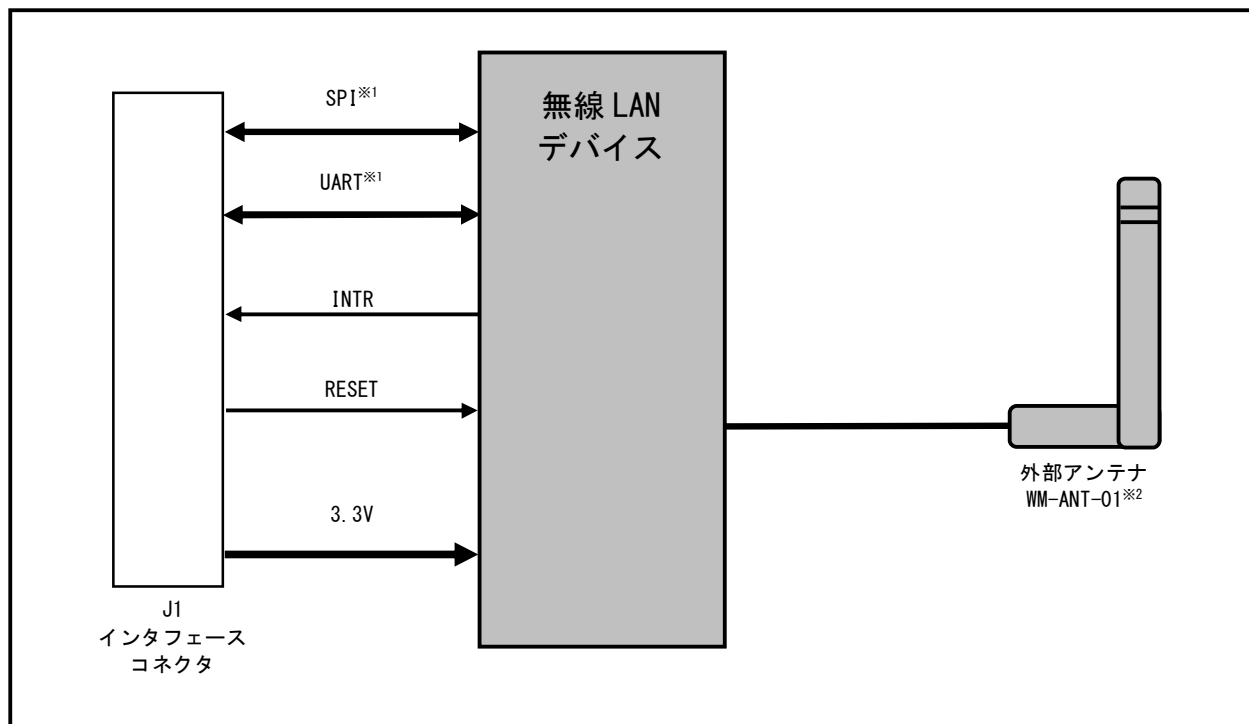 SPI※1
無線 LAN
デバイス
UART※1
INTR
RESET
3.3V
J1
インタフェース
コネクタ
外部アンテナ
WM-ANT-01※2